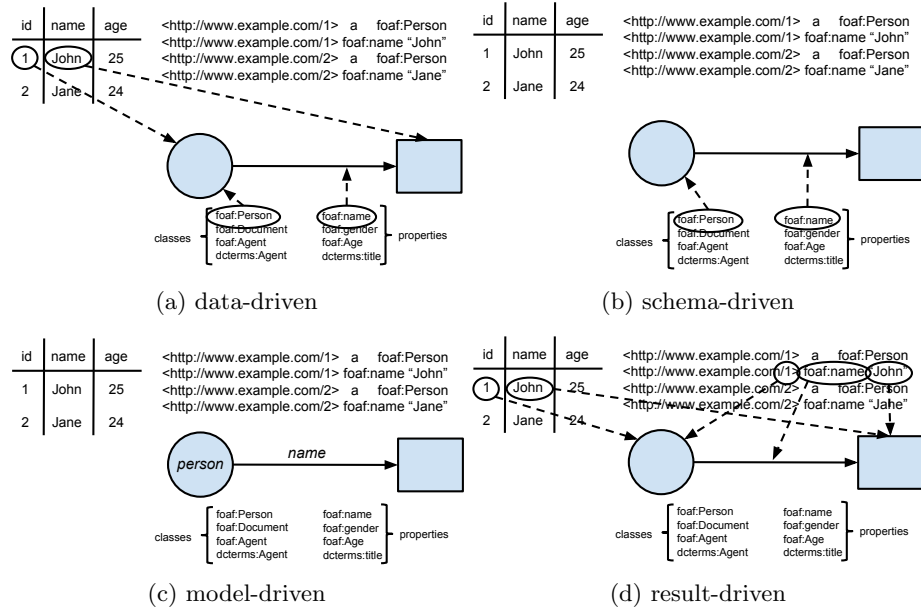 id name age
1 John 25
2 Jane 24
<http://www.example.com/1> a foaf:Person
<http://www.example.com/1> foaf:name “John”
<http://www.example.com/2> a foaf:Person
<http://www.example.com/2> foaf:name “Jane”
classes
foaf:Person
foaf:Document
foaf:Agent
dcterms:Agent
foaf:name
foaf:gender
foaf:Age
dcterms:title
properties
(a) data-driven
id name age
1 John 25
2 Jane 24
<http://www.example.com/1> a foaf:Person
<http://www.example.com/1> foaf:name “John”
<http://www.example.com/2> a foaf:Person
<http://www.example.com/2> foaf:name “Jane”
classes
foaf:Person
foaf:Document
foaf:Agent
dcterms:Agent
foaf:name
foaf:gender
foaf:Age
dcterms:title
properties
(b) schema-driven
id name age
1 John 25
2 Jane 24
<http://www.example.com/1> a foaf:Person
<http://www.example.com/1> foaf:name “John”
<http://www.example.com/2> a foaf:Person
<http://www.example.com/2> foaf:name “Jane”
person
name
classes
foaf:Person
foaf:Document
foaf:Agent
dcterms:Agent
foaf:name
foaf:gender
foaf:Age
dcterms:title
properties
(c) model-driven
id name age
1 John 25
2 Jane 24
<http://www.example.com/1> a foaf:Person
<http://www.example.com/1> foaf:name “John”
<http://www.example.com/2> a foaf:Person
<http://www.example.com/2> foaf:name “Jane”
classes
foaf:Person
foaf:Document
foaf:Agent
dcterms:Agent
foaf:name
foaf:gender
foaf:Age
dcterms:title
properties
(d) result-driven